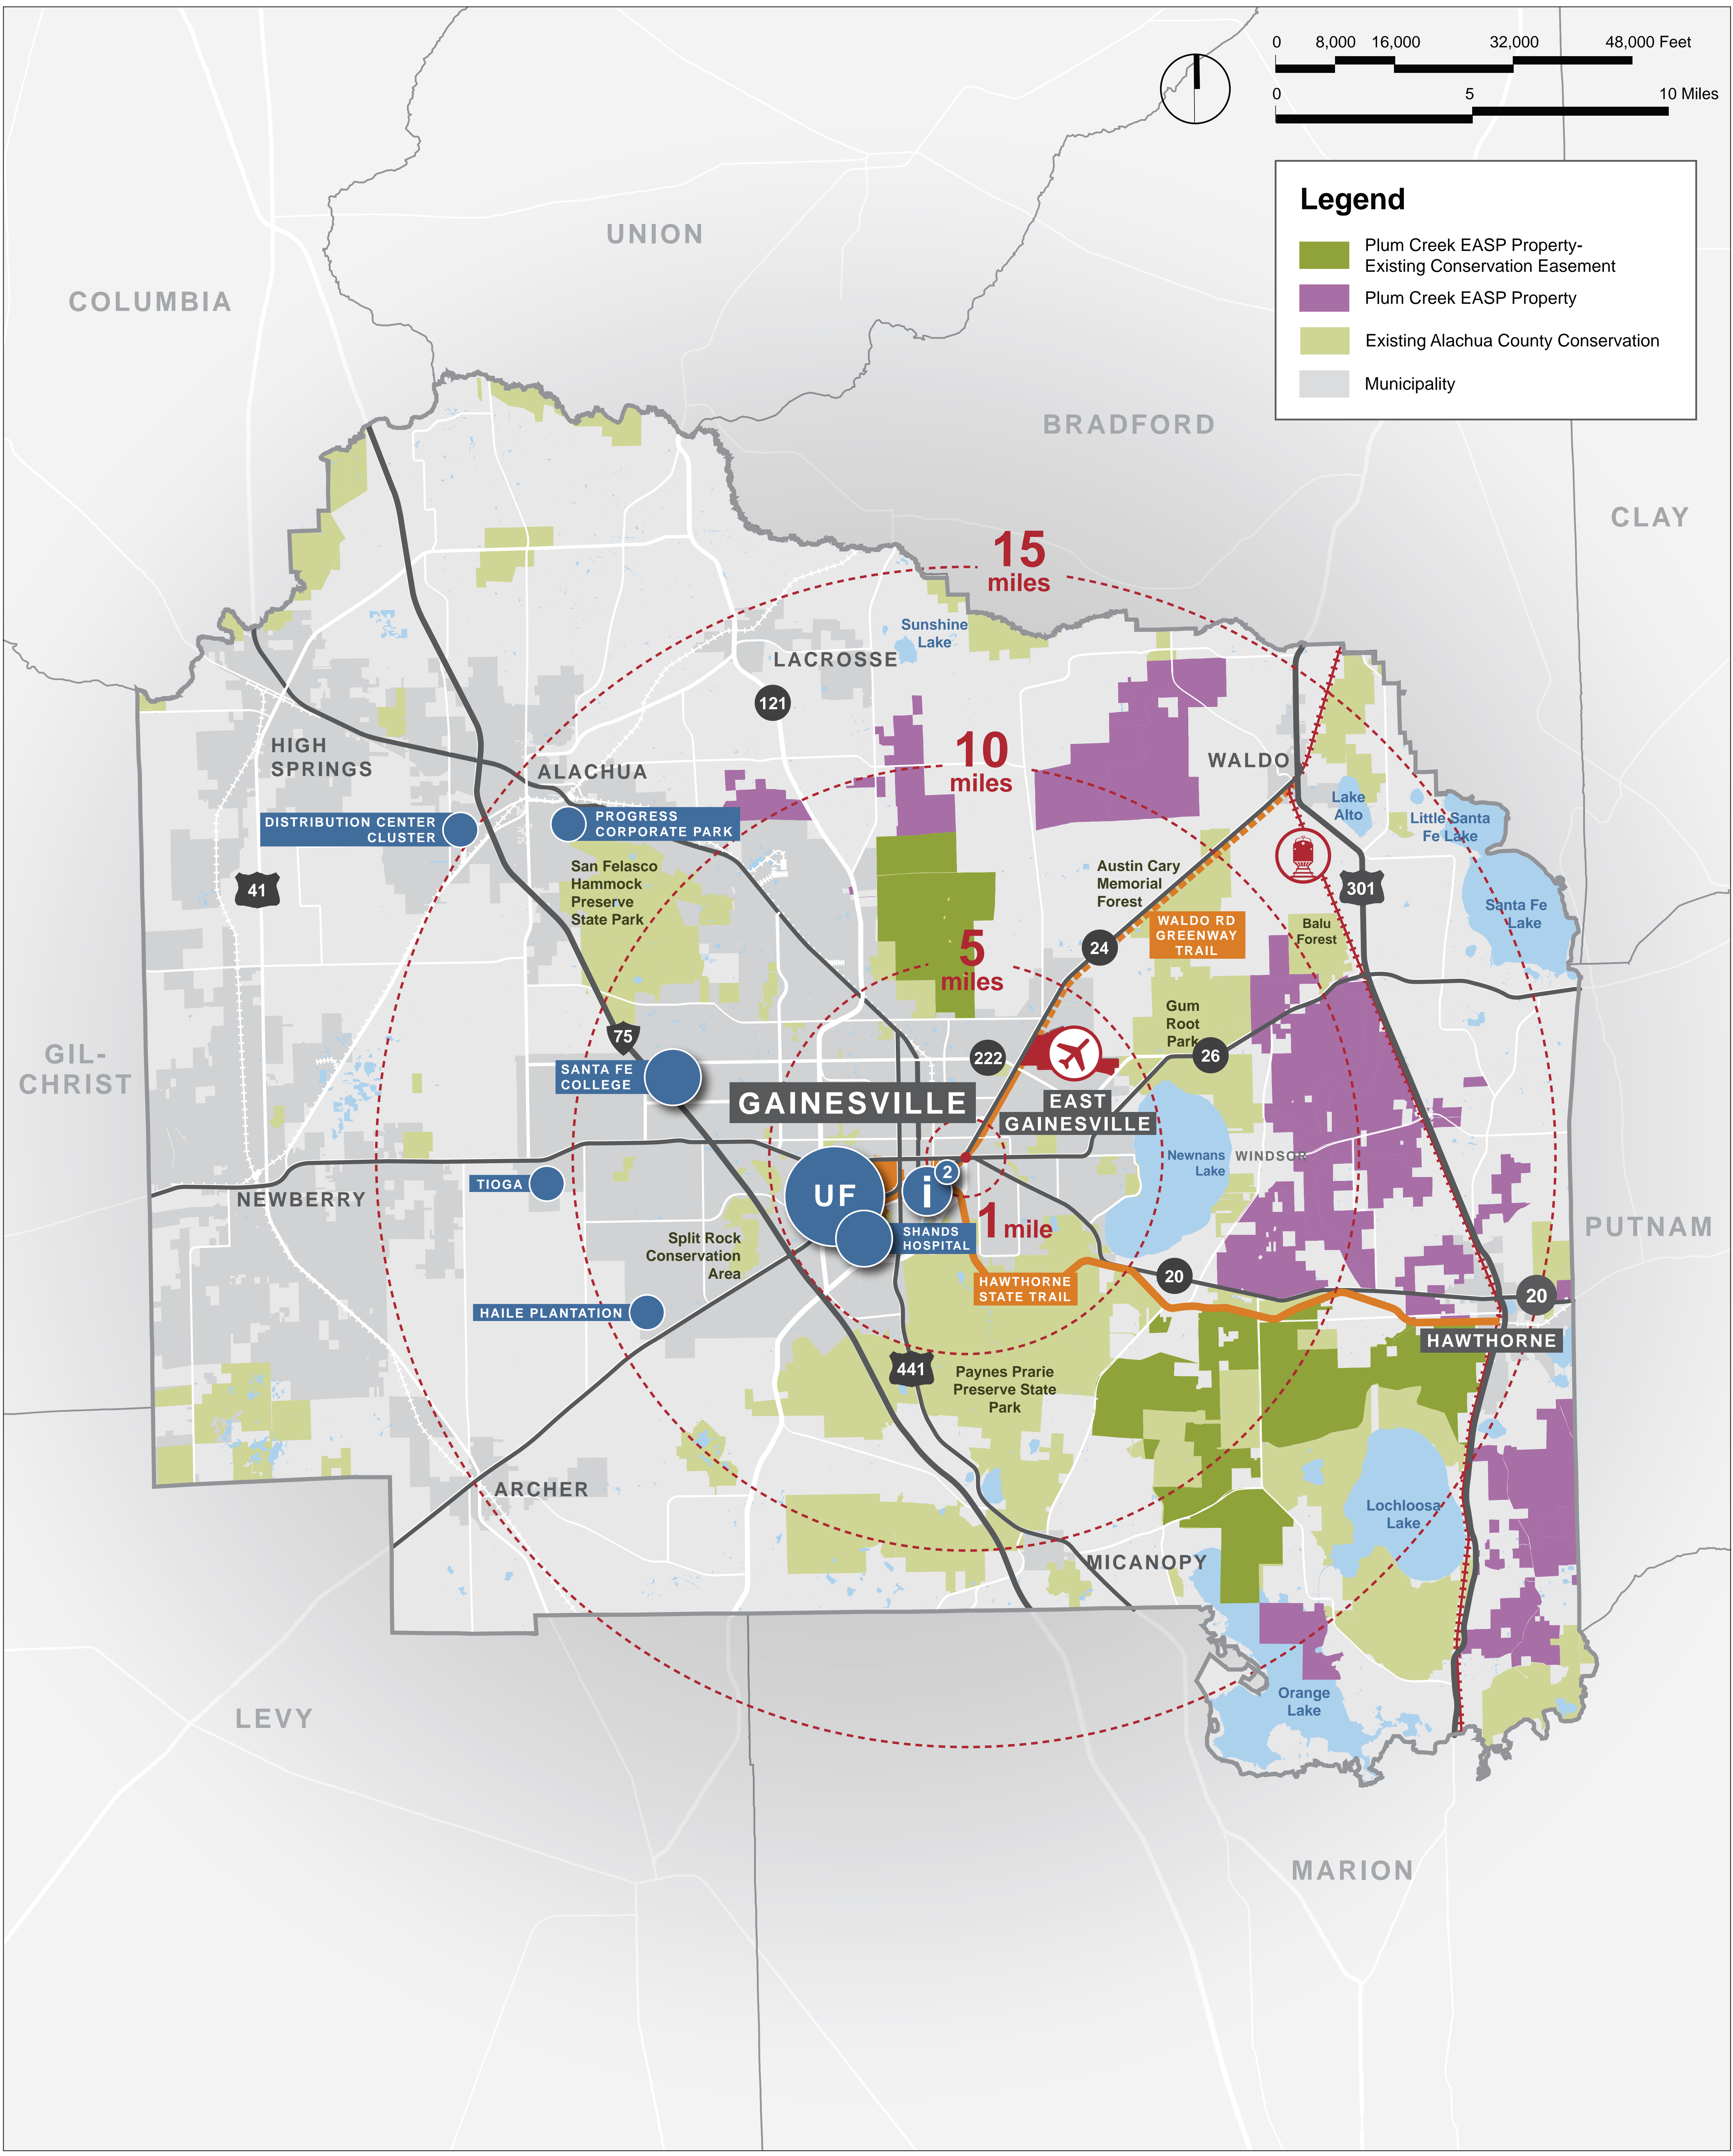 0 8,000 16,000 32,000 48,000 Feet
0 5 10 Miles
Legend
Plum Creek EASP Property-
Existing Conservation Easement
Plum Creek EASP Property
Existing Alachua County Conservation
Municipality
UNION
COLUMBIA
BRADFORD
CLAY
15
miles
Sunshine
Lake
LACROSSE
121
HIGH
SPRINGS
ALACHUA
10
miles
WALDO
Lake
Alto
Little Santa
Fe Lake
DISTRIBUTION CENTER
CLUSTER
PROGRESS
CORPORATE PARK
41
San Felasco
Hammock
Preserve
State Park
Austin Cary
Memorial
Forest
301
Santa Fe
Lake
WALDO RD
GREENWAY
TRAIL
Balu
Forest
5
miles
24
Gum
Root
Park
75
222
26
GIL-
CHRIST
SANTA FE
COLLEGE
GAINESVILLE
EAST
GAINESVILLE
Newnans
Lake
WINDSOR
TIOGA
NEWBERRY
UF
i
2
1 mile
SHANDS
HOSPITAL
PUTNAM
Split Rock
Conservation
Area
HAWTHORNE
STATE TRAIL
20
20
HAILE PLANTATION
HAWTHORNE
441
Paynes Prarie
Preserve State
Park
ARCHER
Lochloosa
Lake
MICANOPY
Orange
Lake
LEVY
MARION